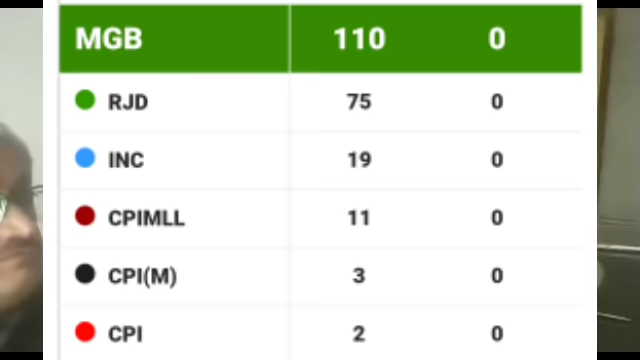 MGB 110 0
RJD 75 0
INC 19 0
CPIMLL 11 0
CPI(M) 3 0
CPI 2 0